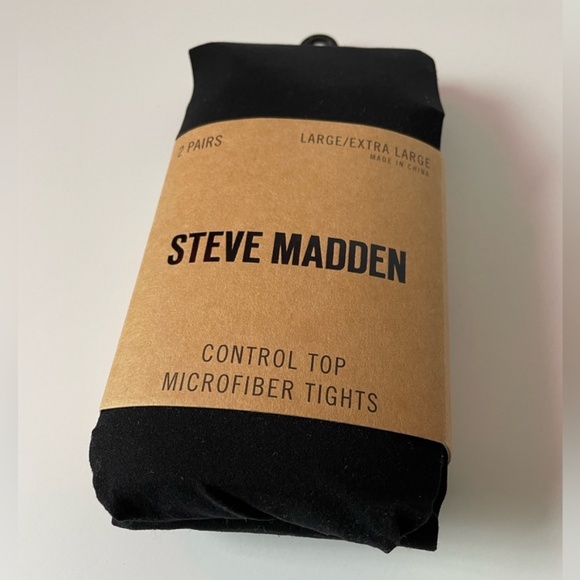 2 PAIRS
LARGE/EXTRA LARGE
MADE IN CHINA
STEVE MADDEN
CONTROL TOP
MICROFIBER TIGHTS